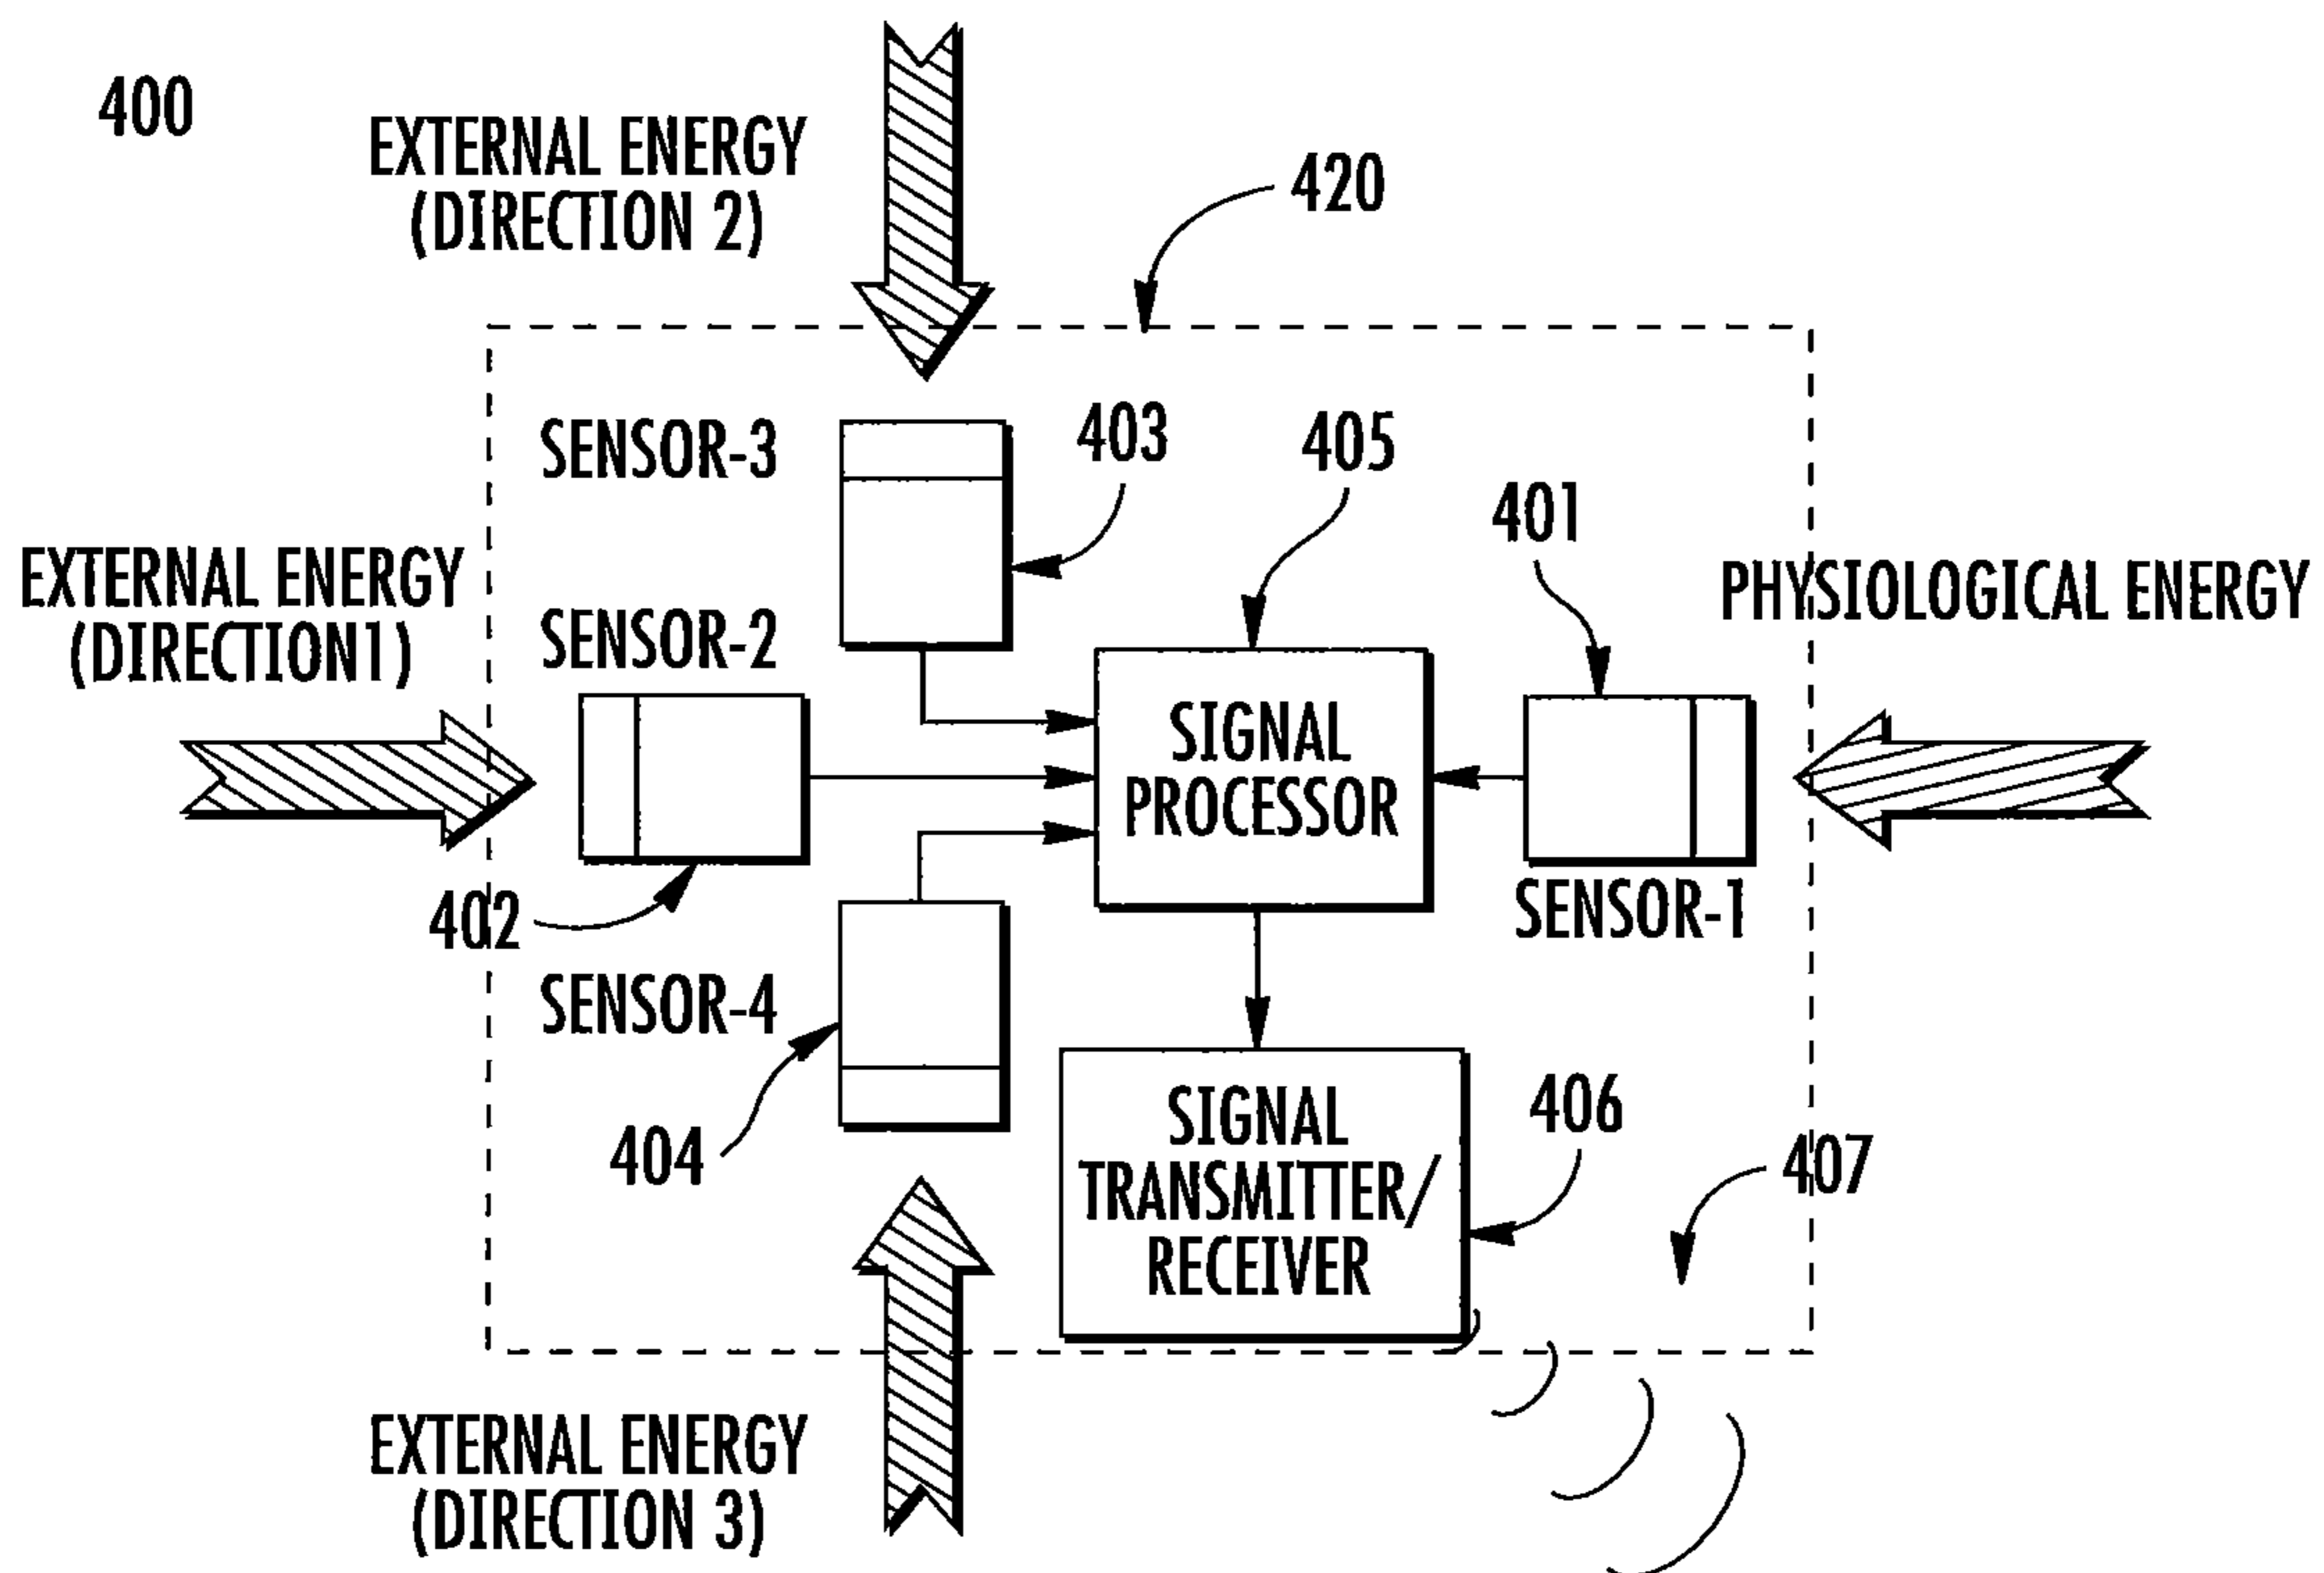 400
EXTERNAL ENERGY
(DIRECTION 2)
420
SENSOR-3
403
405
401
EXTERNAL ENERGY
(DIRECTION1)
SENSOR-2
PHYSIOLOGICAL ENERGY
SIGNAL
PROCESSOR
402
SENSOR-1
SENSOR-4
404
SIGNAL
TRANSMITTER/
RECEIVER
406
407
EXTERNAL ENERGY
(DIRECTION 3)